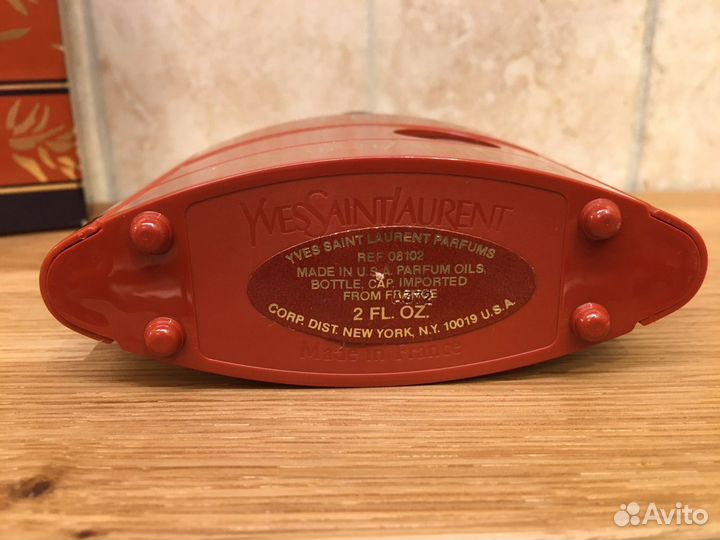 YVESSAINTLAURENT
YVES SAINT LAURENT PARFUMS
REF 08102
MADE IN U.S.A. PARFUM OILS,
BOTTLE, CAP, IMPORTED
FROM FRANCE
2 FL. OZ.
CORP. DIST. NEW YORK, N.Y. 10019 U.S.A.
Made in France
Avito